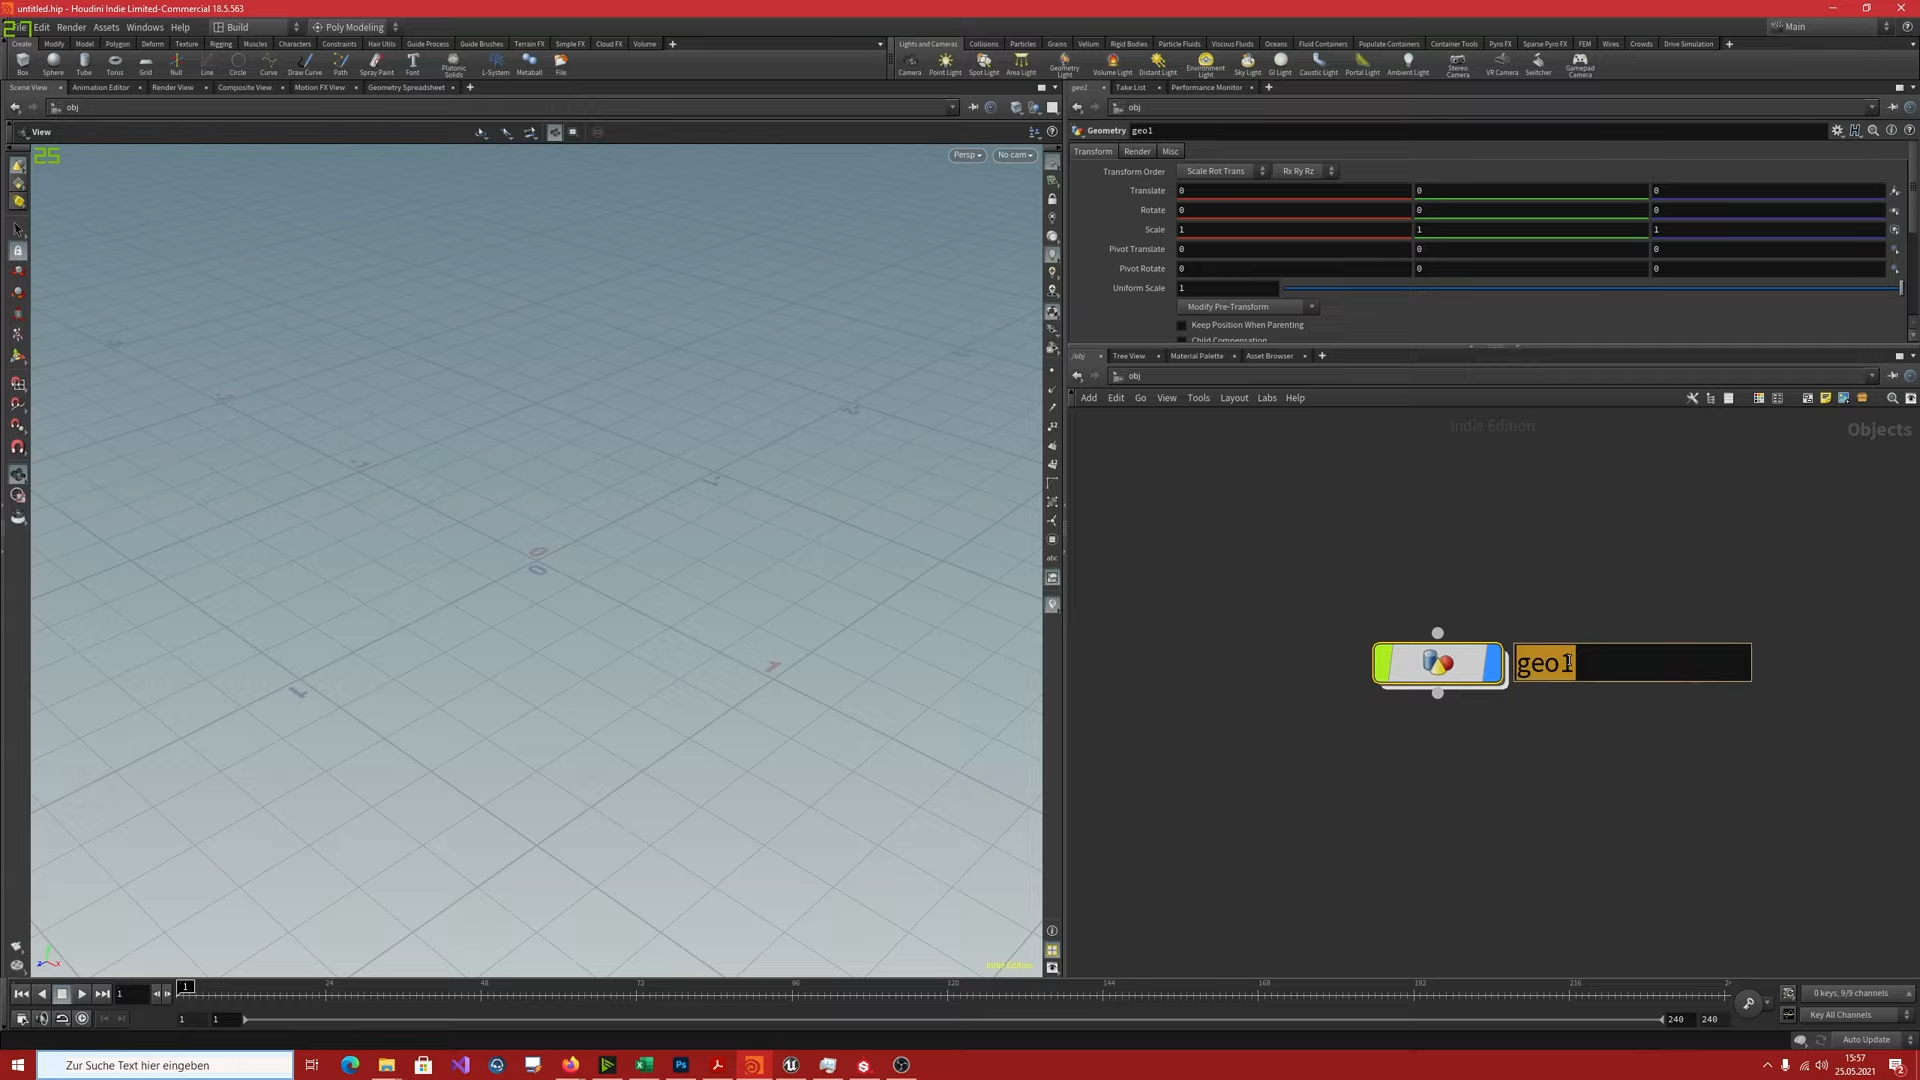 untitled.hip - Houdini Indie Limited-Commercial 18.5.563
File Edit Render Assets Windows Help Build Poly Modeling Main
27
Create Modify Model Polygon Deform Texture Rigging Muscles Characters Constraints Hair Utils Guide Process Guide Brushes Terrain FX Simple FX Cloud FX Volume
Lights and Cameras Collisions Particles Grains Vellum Rigid Bodies Particle Fluids Viscous Fluids Oceans Fluid Containers Populate Containers Container Tools Pyro FX Sparse Pyro FX FEM Wires Crowds Drive Simulation
Box Sphere Tube Torus Grid Null Line Circle Curve Draw Curve Path Spray Paint Font Platonic Solids L-System Metaball File
Camera Point Light Spot Light Area Light Geometry Light Volume Light Distant Light Environment Light Sky Light GI Light Caustic Light Portal Light Ambient Light Stereo Camera VR Camera Switcher Gamepad Camera
Scene View Animation Editor Render View Composite View Motion FX View Geometry Spreadsheet
geo1 Take List Performance Monitor
obj
obj
View
Geometry geo1
25
Persp No cam
Transform Render Misc
Transform Order Scale Rot Trans Rx Ry Rz
Translate 0 0 0
Rotate 0 0 0
Scale 1 1 1
Pivot Translate 0 0 0
Pivot Rotate 0 0 0
Uniform Scale 1
Modify Pre-Transform
Keep Position When Parenting
Child Compensation
/obj Tree View Material Palette Asset Browser
obj
Add Edit Go View Tools Layout Labs Help
Indie Edition
Objects
geo1
0
0
1
1
12
abc
z x
Indie Edition
1 1 24 48 72 96 120 144 168 192 216 2
0 keys, 9/9 channels
1 1 240 240
Key All Channels
Auto Update
Zur Suche Text hier eingeben
Ps
15:57
25.05.2021
2